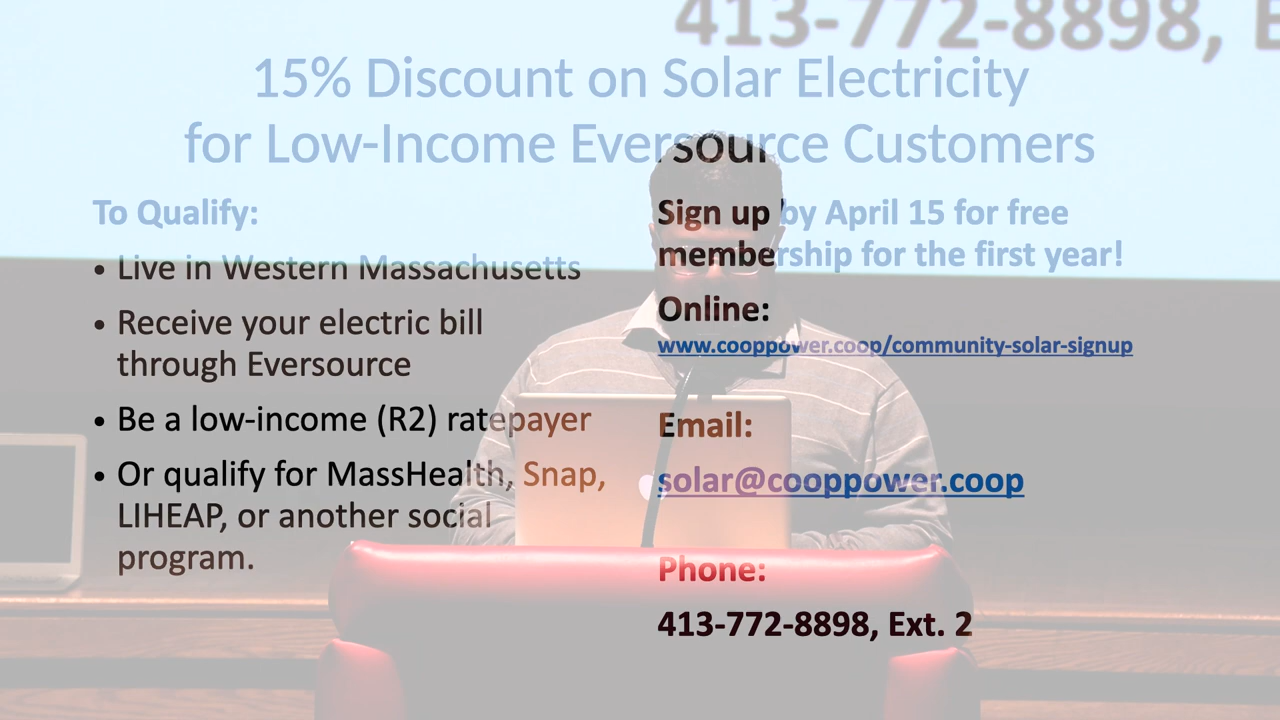 413-772-8898, E
15% Discount on Solar Electricity
for Low-Income Eversource Customers
To Qualify:
• Live in Western Massachusetts
• Receive your electric bill
through Eversource
• Be a low-income (R2) ratepayer
• Or qualify for MassHealth, Snap,
LIHEAP, or another social
program.
Sign up by April 15 for free
membership for the first year!
Online:
www.cooppower.coop/community-solar-signup
Email:
solar@cooppower.coop
Phone:
413-772-8898, Ext. 2